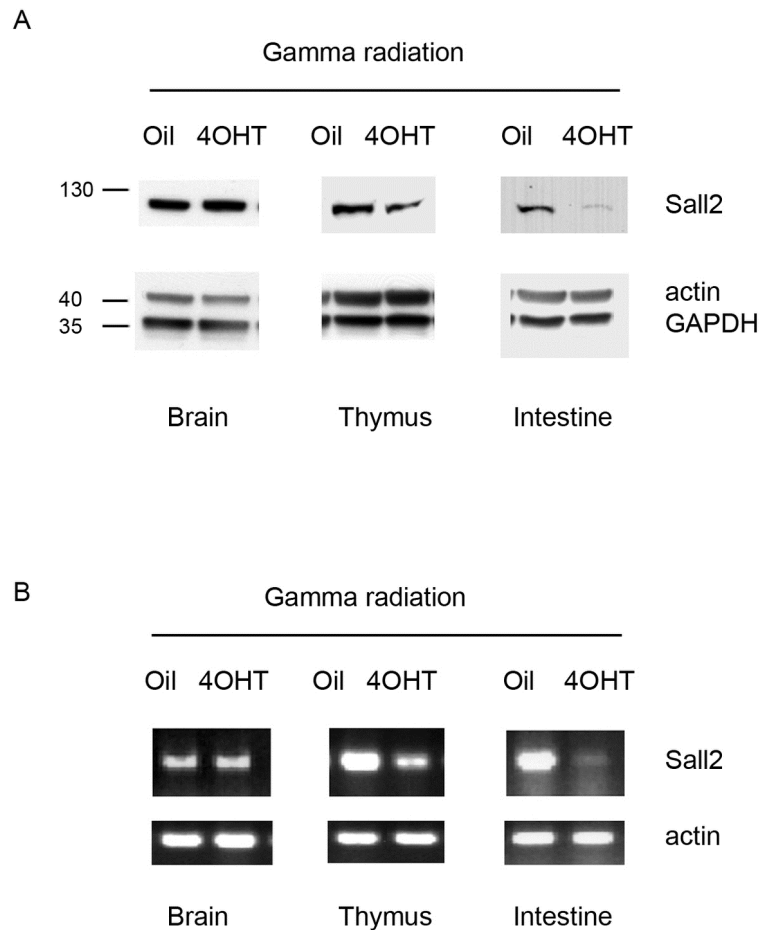 A
Gamma radiation
Oil 4OHT Oil 4OHT Oil 4OHT
130 Sall2
40 actin
35 GAPDH
Brain Thymus Intestine
B
Gamma radiation
Oil 4OHT Oil 4OHT Oil 4OHT
Sall2
actin
Brain Thymus Intestine